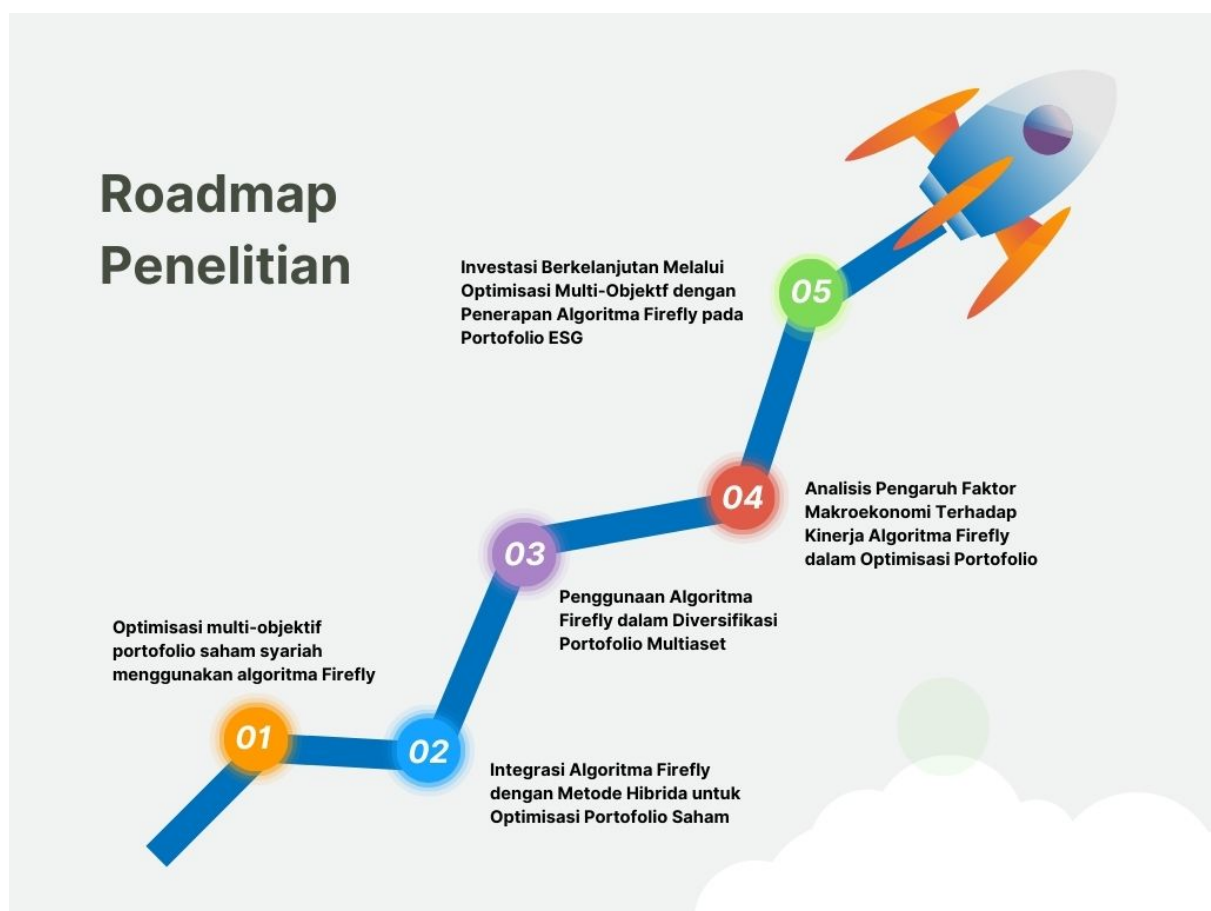 Roadmap
Penelitian
01
Optimisasi multi-objektif
portofolio saham syariah
menggunakan algoritma Firefly
02
Integrasi Algoritma Firefly
dengan Metode Hibrida untuk
Optimisasi Portofolio Saham
03
Penggunaan Algoritma
Firefly dalam Diversifikasi
Portofolio Multiaset
04
Analisis Pengaruh Faktor
Makroekonomi Terhadap
Kinerja Algoritma Firefly
dalam Optimisasi Portofolio
05
Investasi Berkelanjutan Melalui
Optimisasi Multi-Objektf dengan
Penerapan Algoritma Firefly pada
Portofolio ESG